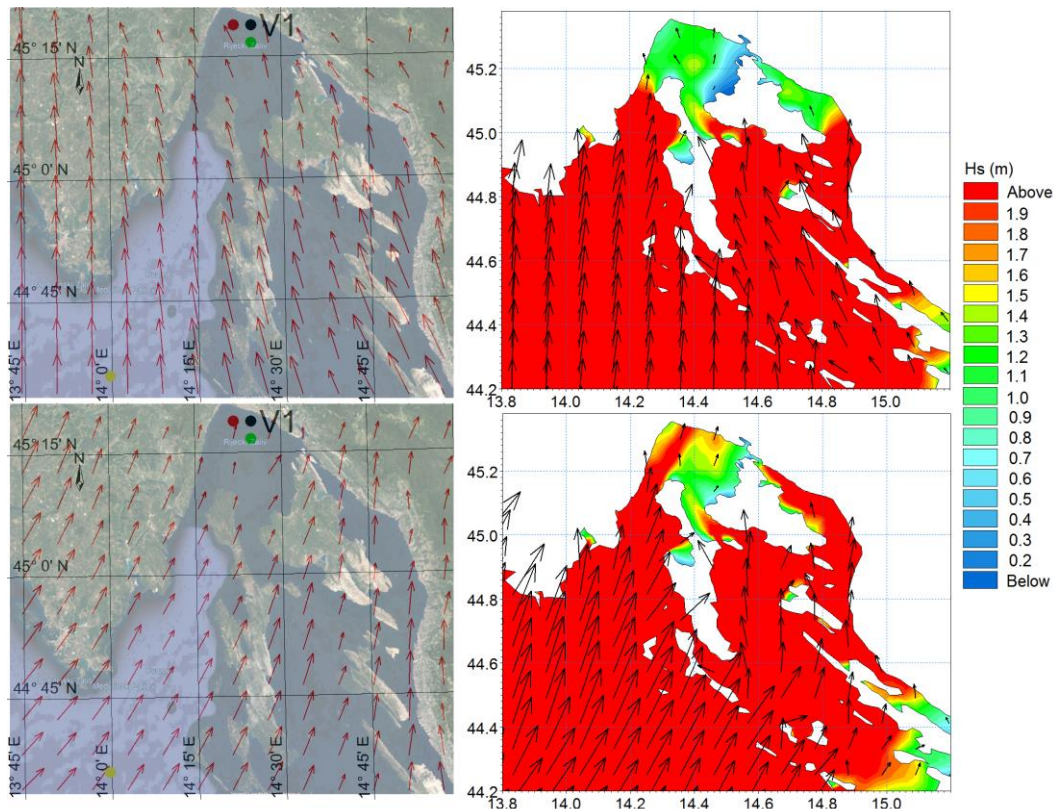 V1
45° 15' N
N
45° 0' N
44° 45' N
13° 45' E
14° 0' E
14° 15' E
14° 30' E
14° 45' E
45.2
45.0
44.8
44.6
44.4
44.2
13.8 14.0 14.2 14.4 14.6 14.8 15.0
Hs (m)
Above
1.9
1.8
1.7
1.6
1.5
1.4
1.3
1.2
1.1
1.0
0.9
0.8
0.7
0.6
0.5
0.4
0.3
0.2
Below
V1
45° 15' N
N
45° 0' N
44° 45' N
13° 45' E
14° 0' E
14° 15' E
14° 30' E
14° 45' E
45.2
45.0
44.8
44.6
44.4
44.2
13.8 14.0 14.2 14.4 14.6 14.8 15.0